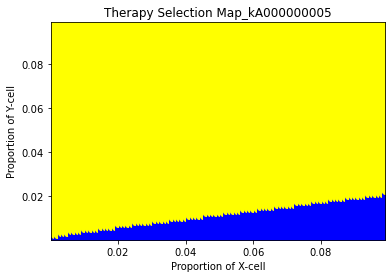 Therapy Selection Map_kA000000005
Proportion of Y-cell
0.08
0.06
0.04
0.02
0.02 0.04 0.06 0.08
Proportion of X-cell